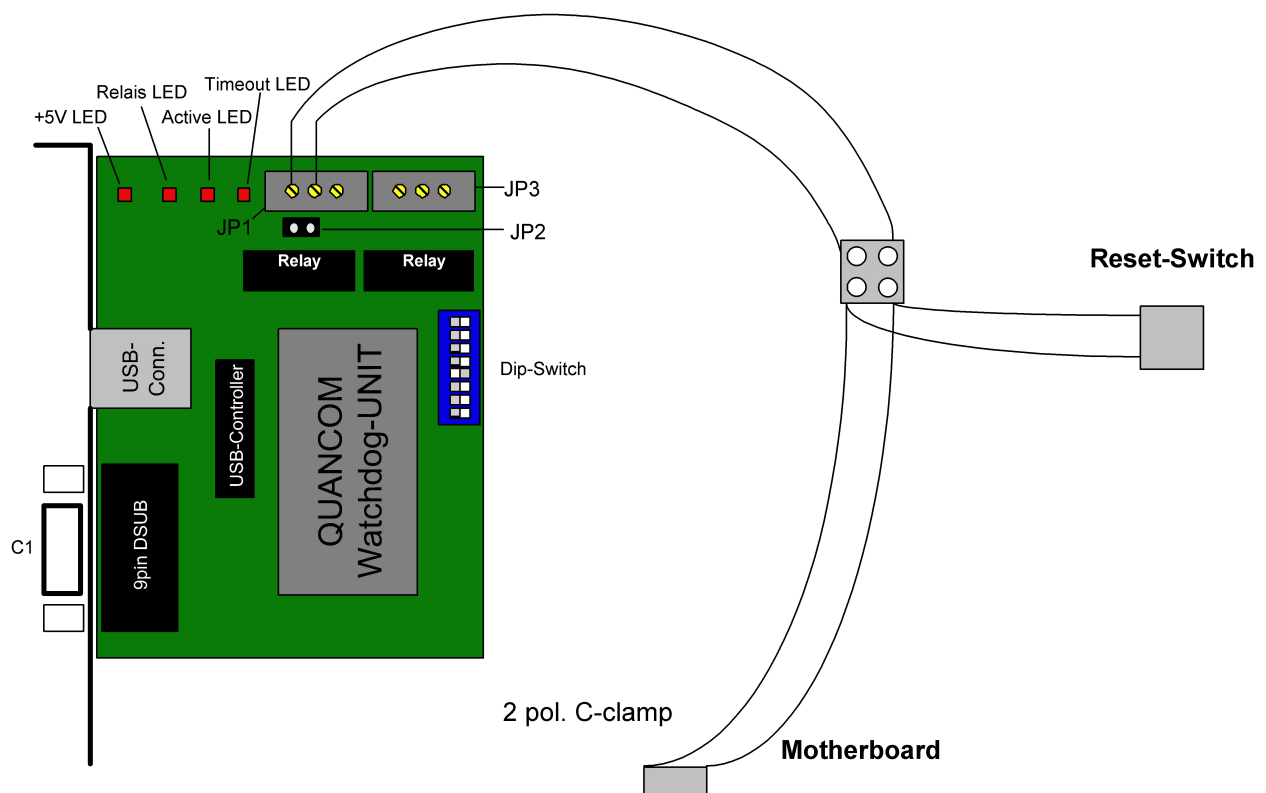 Timeout LED
Relais LED
+5V LED
Active LED
JP3
JP1
JP2
Relay
Relay
Reset-Switch
USB-
Conn.
USB-Controller
QUANCOM
Watchdog-UNIT
Dip-Switch
C1
9pin DSUB
2 pol. C-clamp
Motherboard